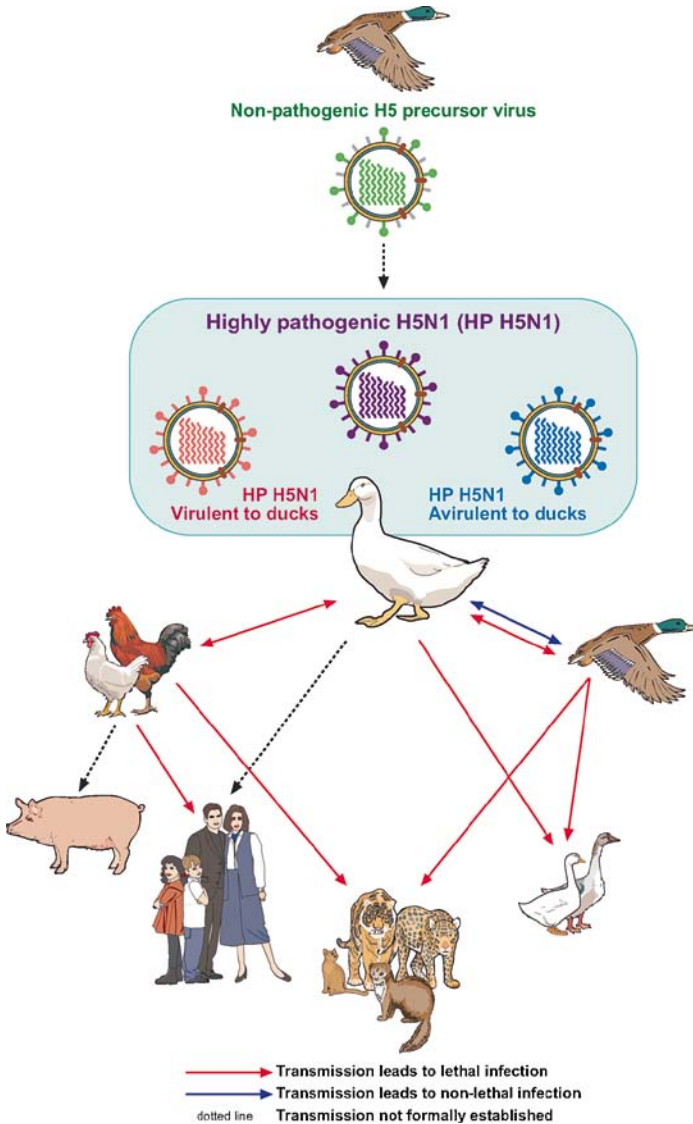 Non-pathogenic H5 precursor virus
Highly pathogenic H5N1 (HP H5N1)
HP H5N1
Virulent to ducks
HP H5N1
Avirulent to ducks
Transmission leads to lethal infection
Transmission leads to non-lethal infection
dotted line Transmission not formally established